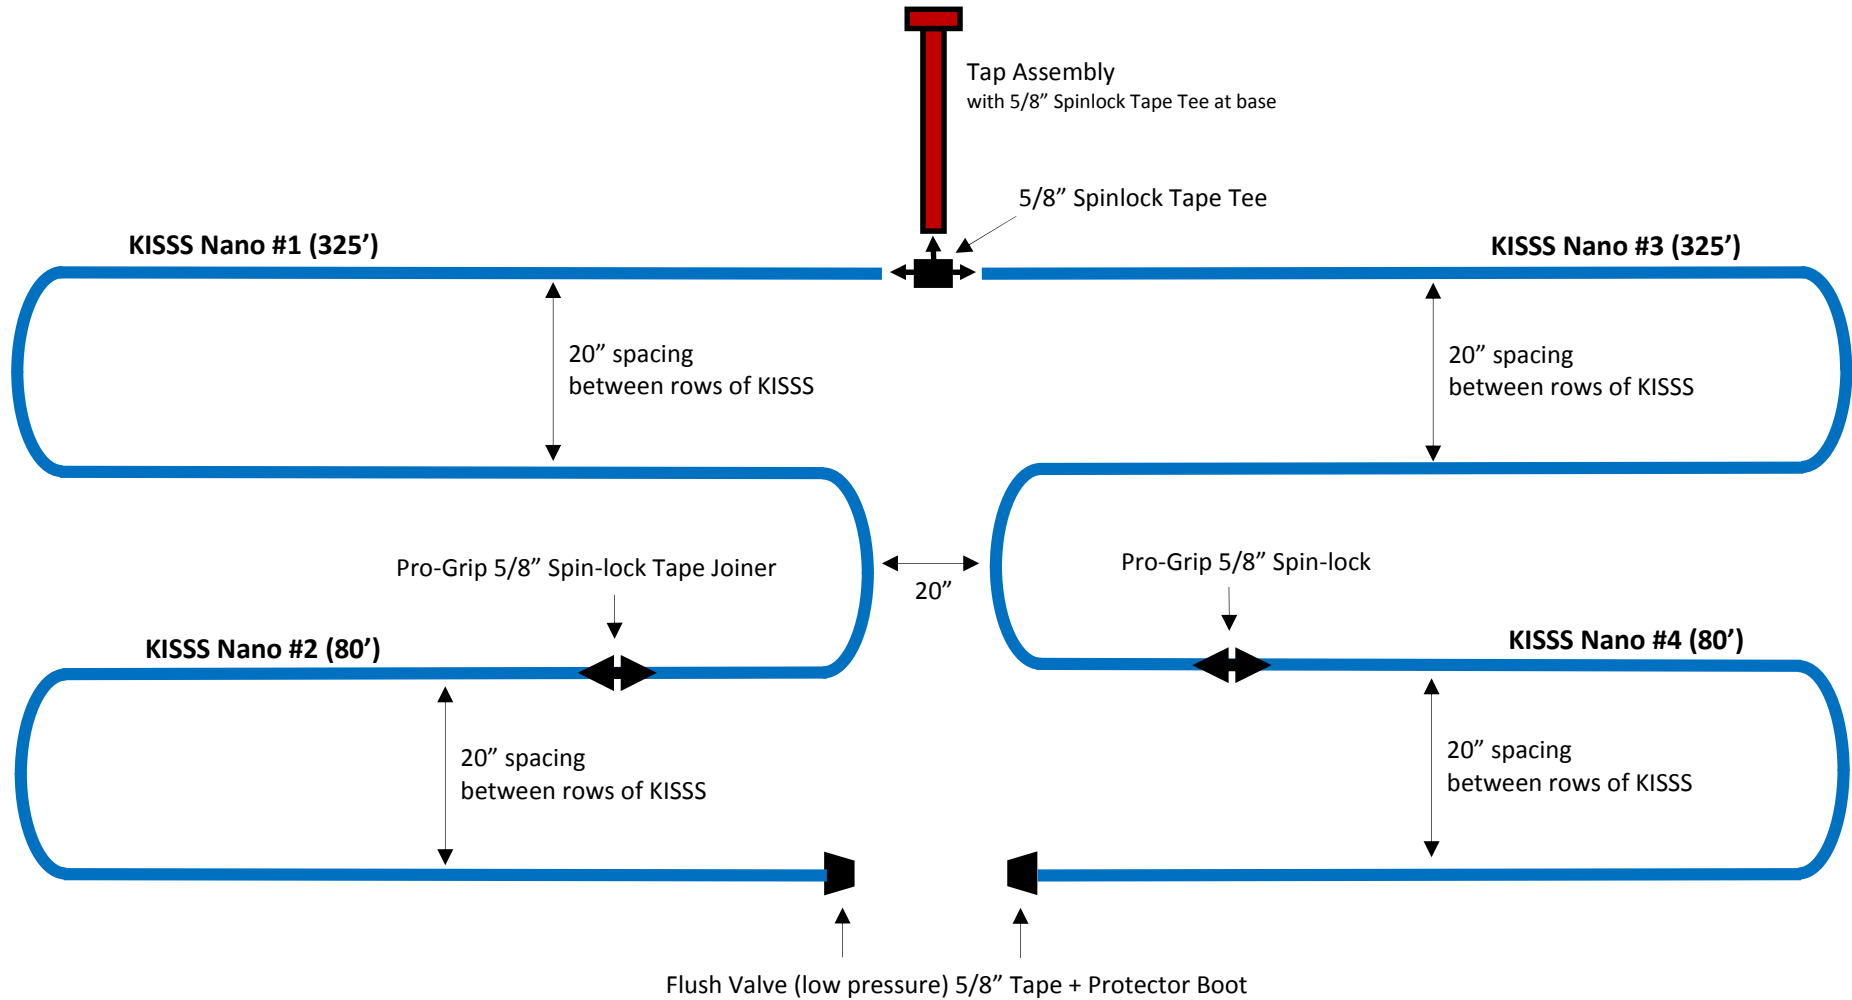 Tap Assembly
with 5/8” Spinlock Tape Tee at base
5/8” Spinlock Tape Tee
KISSS Nano #1 (325’)
KISSS Nano #3 (325’)
20” spacing
between rows of KISSS
20” spacing
between rows of KISSS
Pro-Grip 5/8” Spin-lock Tape Joiner
20”
Pro-Grip 5/8” Spin-lock
KISSS Nano #2 (80’)
KISSS Nano #4 (80’)
20” spacing
between rows of KISSS
20” spacing
between rows of KISSS
Flush Valve (low pressure) 5/8” Tape + Protector Boot